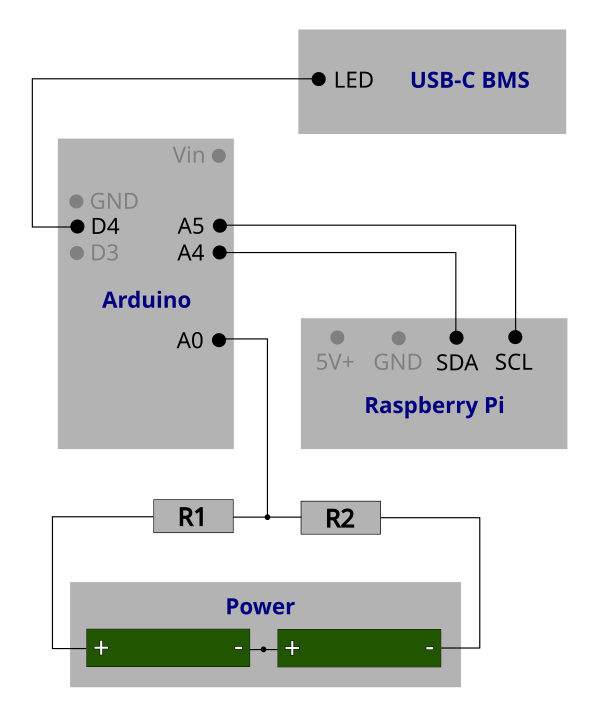 LED USB-C BMS
Vin
GND
D4 A5
D3 A4
Arduino
A0
5V+ GND SDA SCL
Raspberry Pi
R1 R2
Power
+ - + -